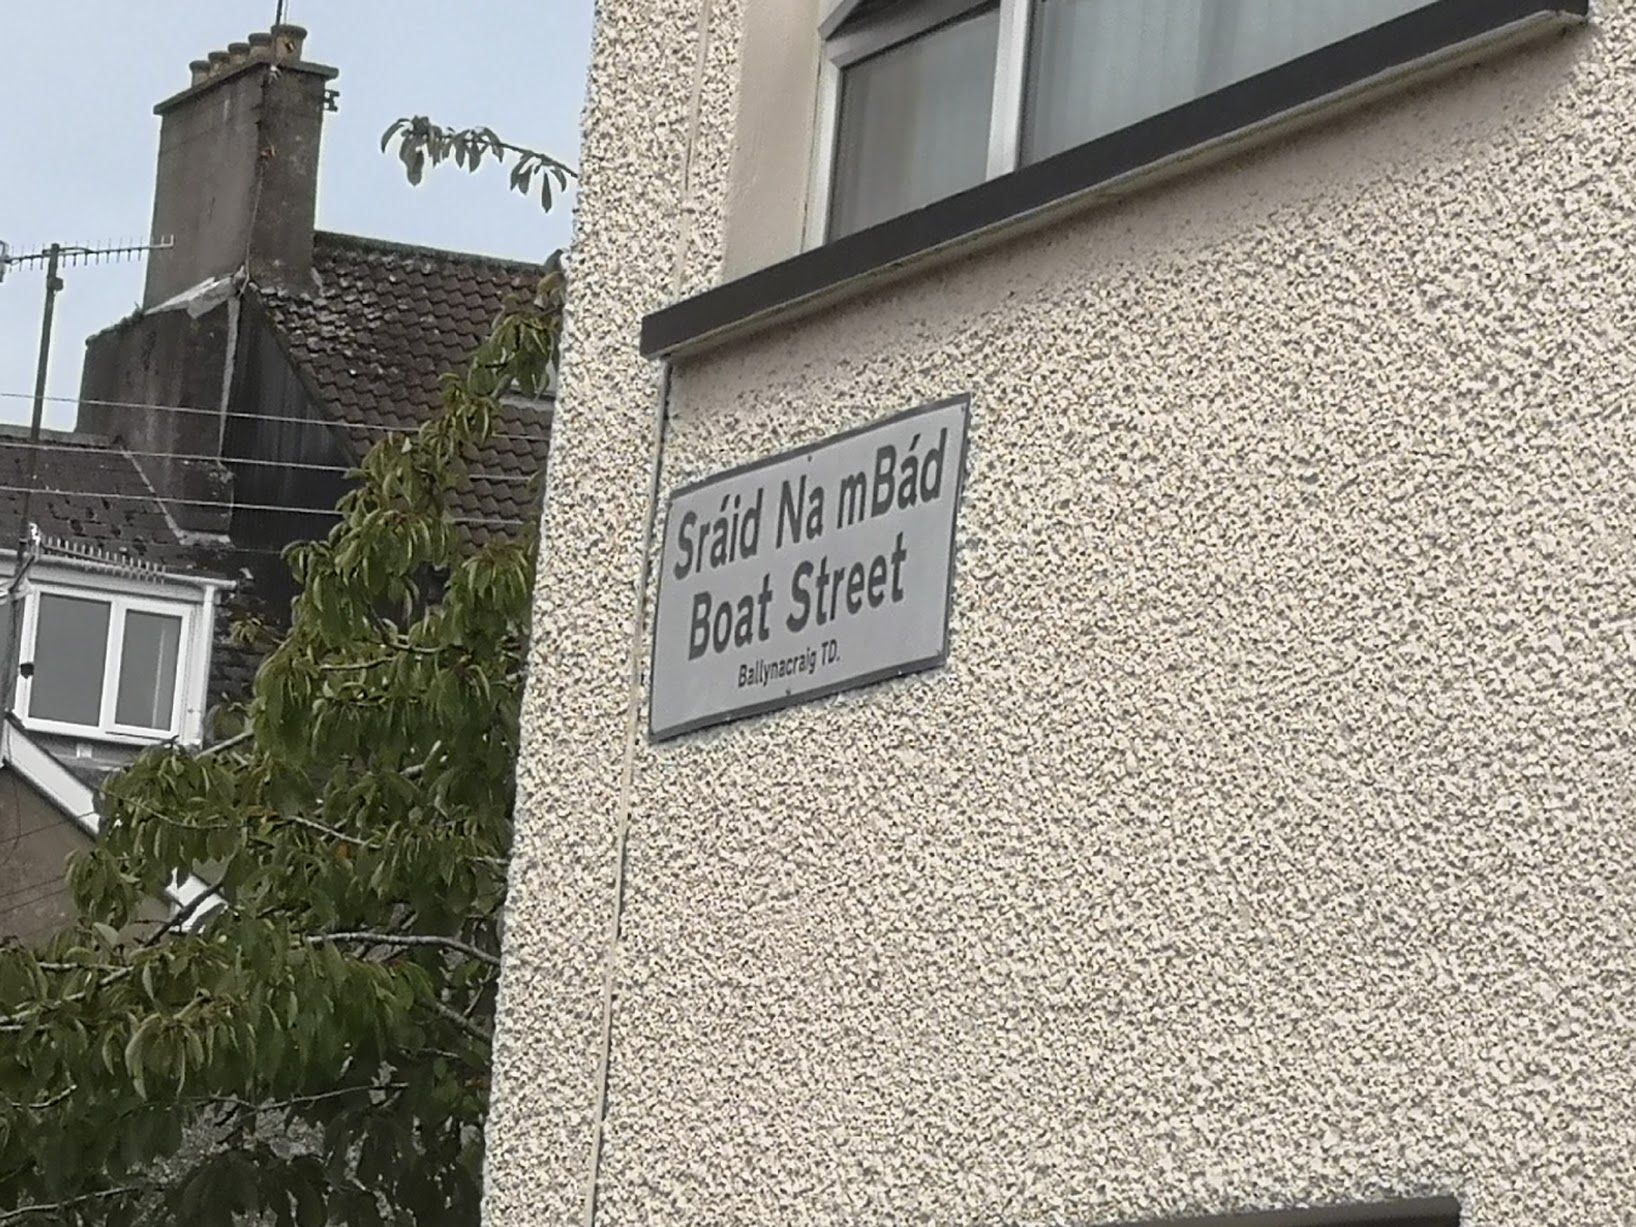 Sráid Na mBád
Boat Street
Ballynacraig TD.